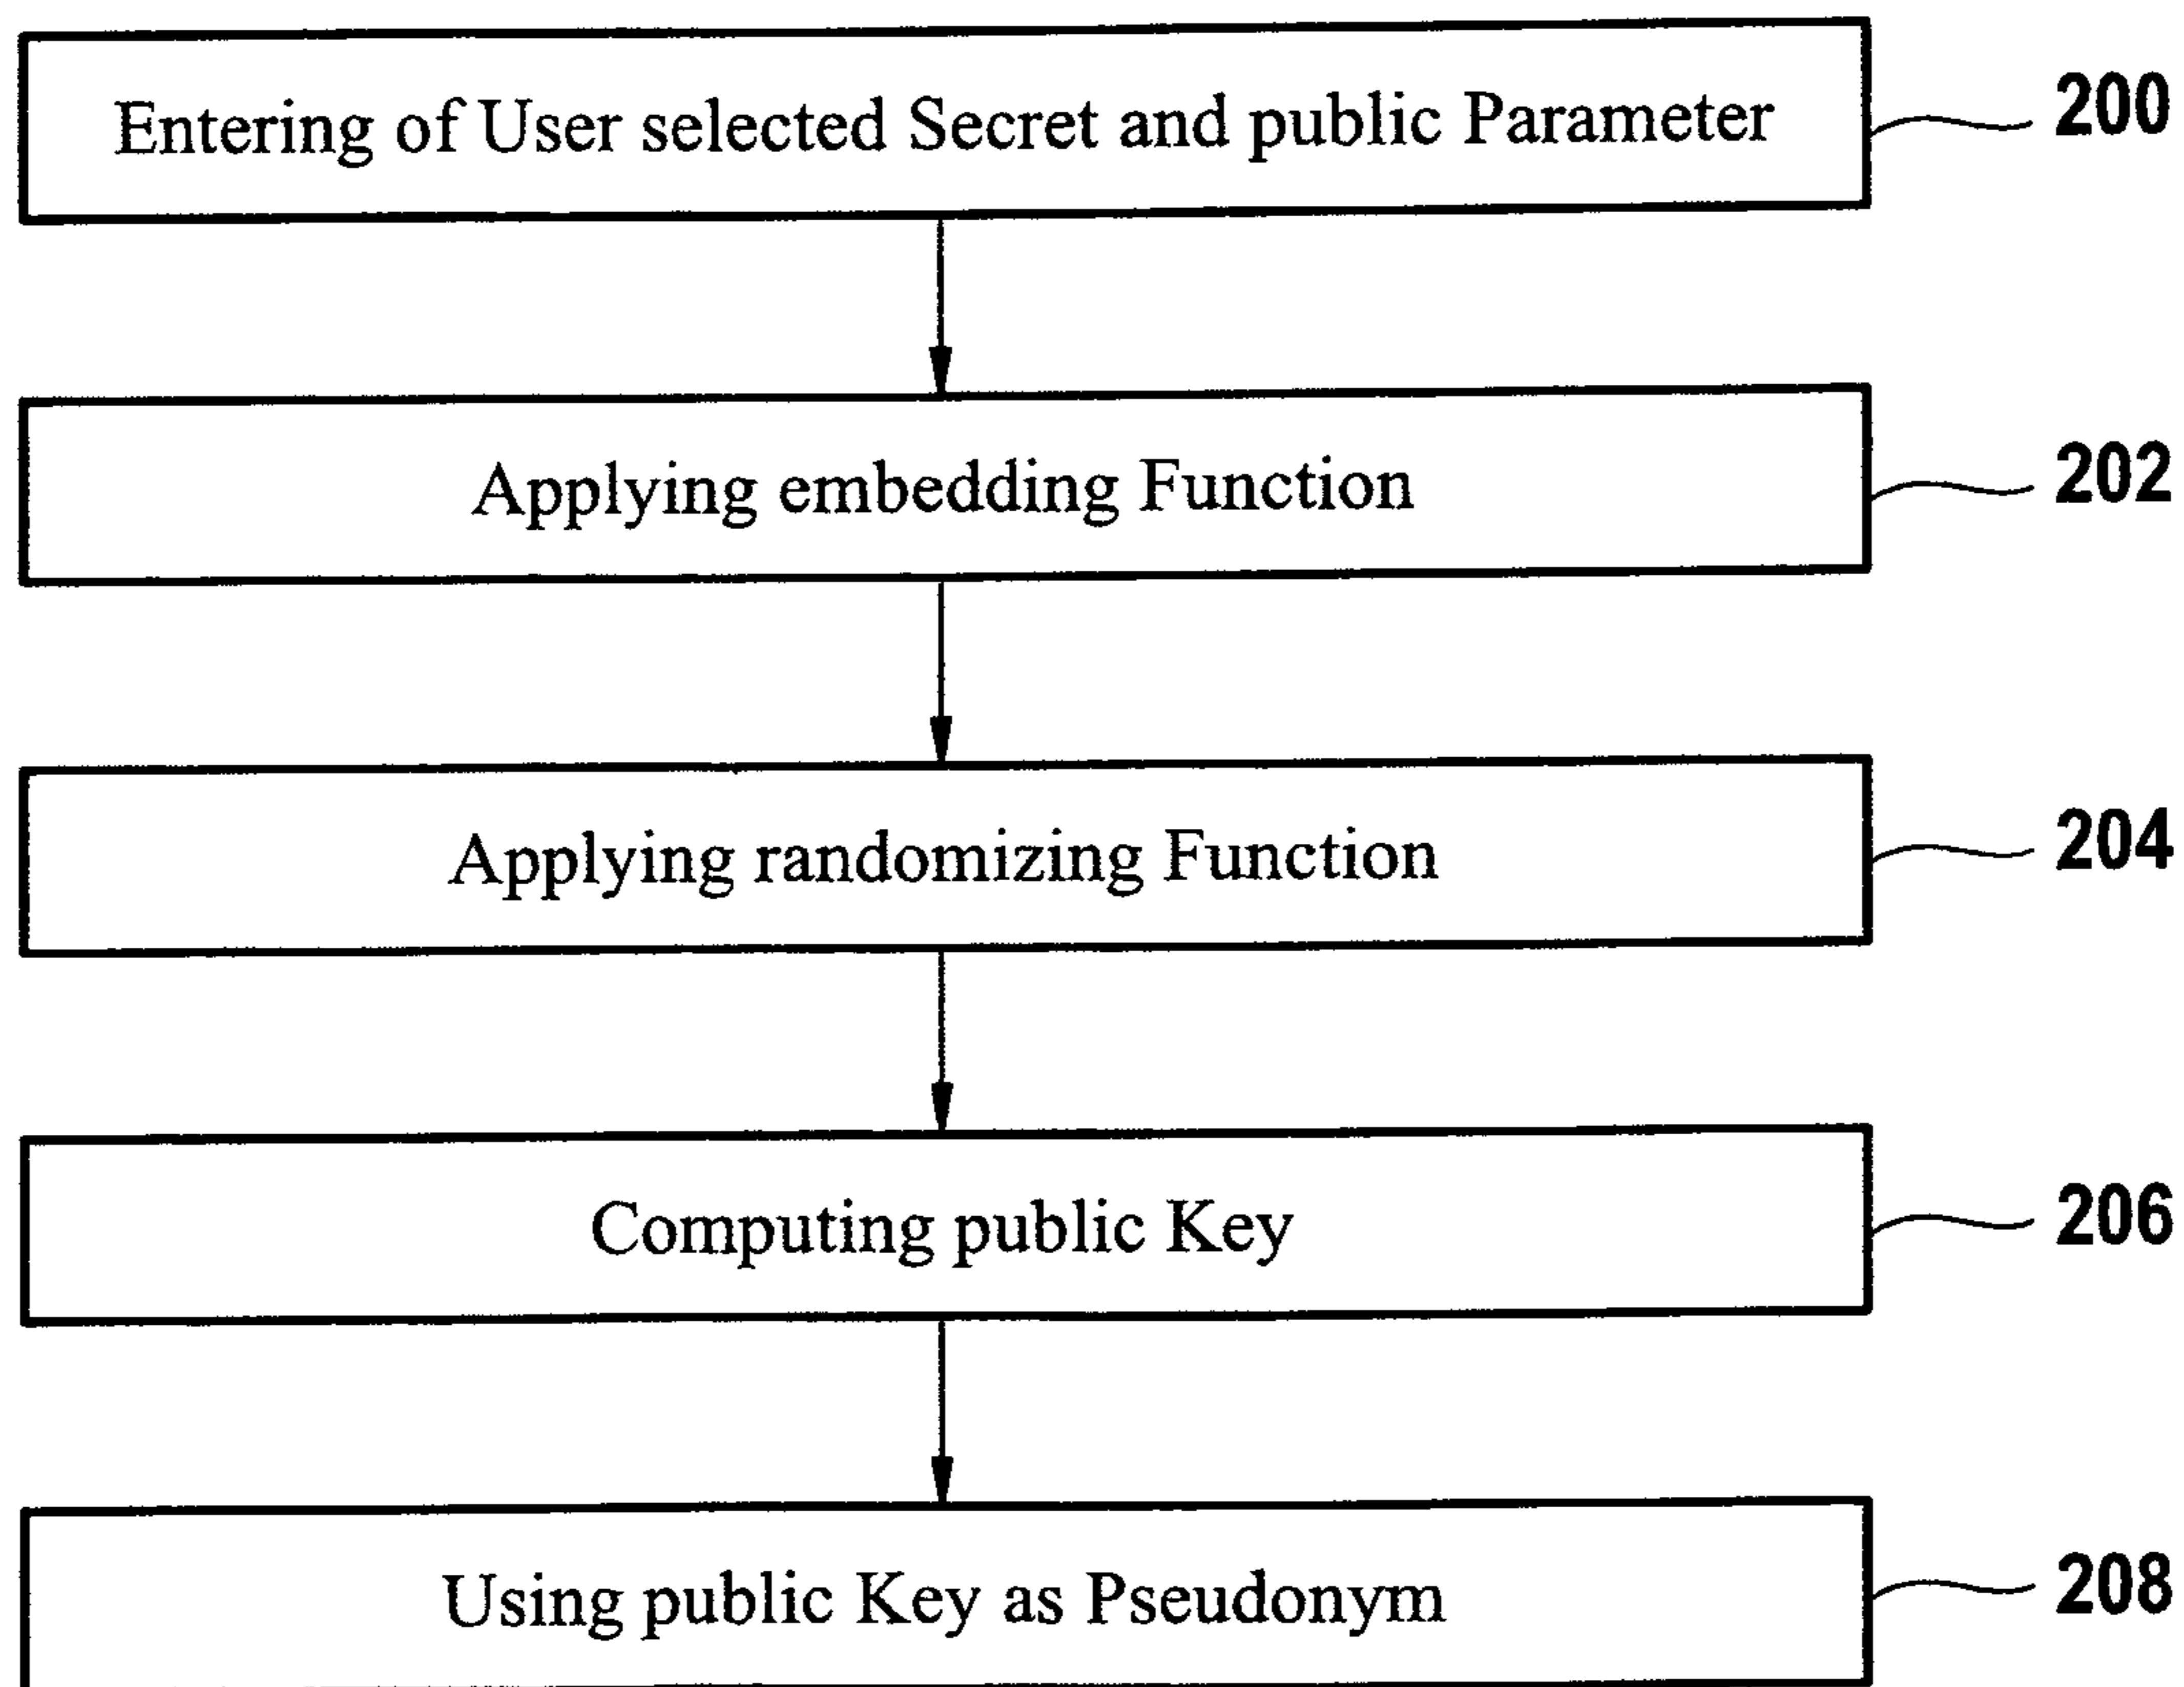 Entering of User selected Secret and public Parameter 200
Applying embedding Function 202
Applying randomizing Function 204
Computing public Key 206
Using public Key as Pseudonym 208